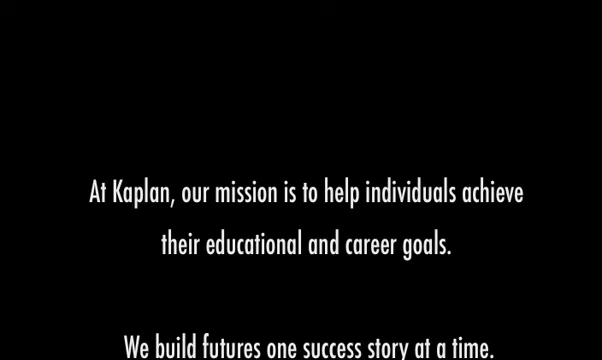 At Kaplan, our mission is to help individuals achieve
their educational and career goals.
We build futures one success story at a time.